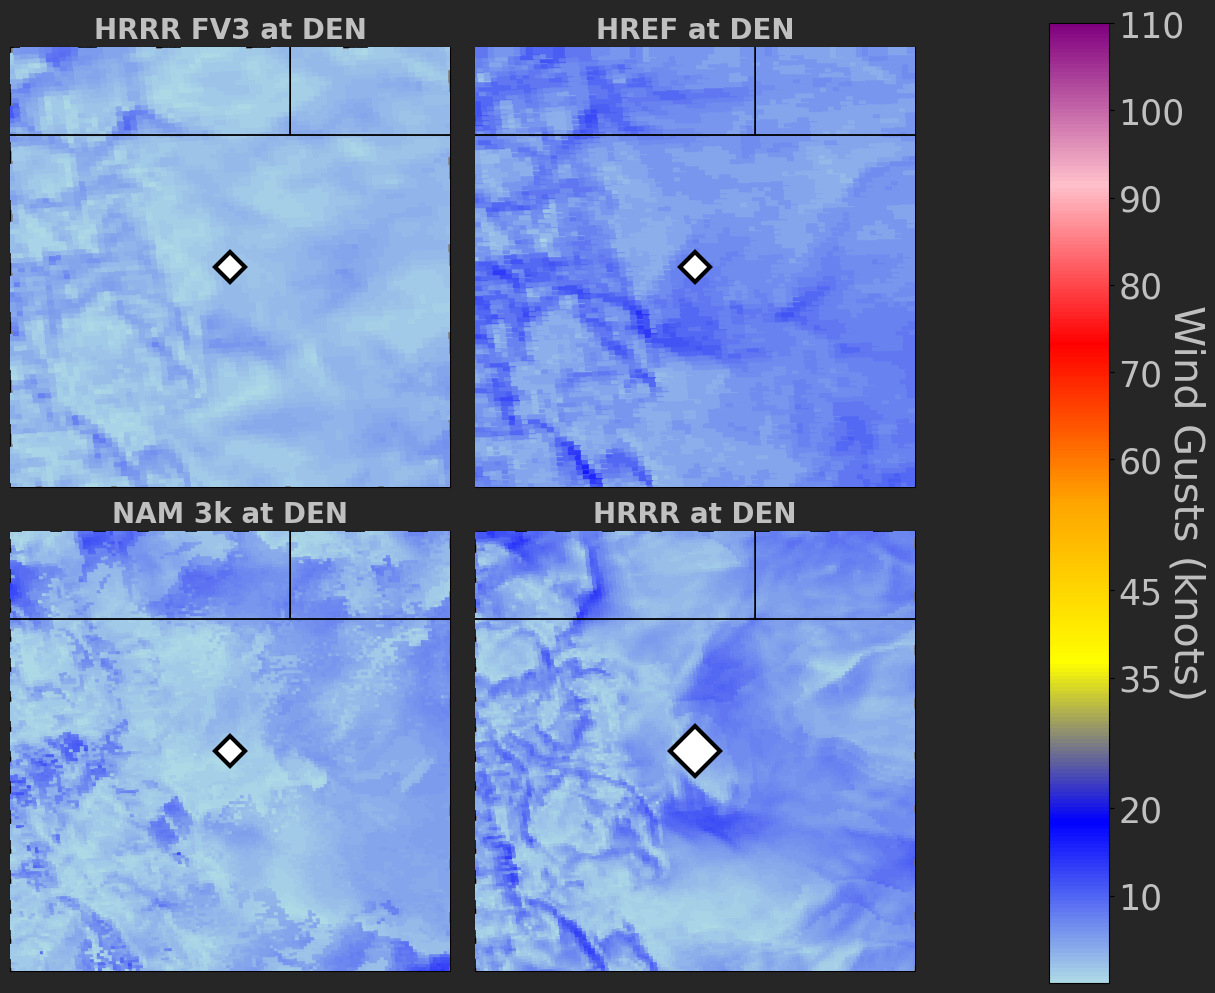 HRRR FV3 at DEN
HREF at DEN
NAM 3k at DEN
HRRR at DEN
110
100
90
80
70
60
45
35
20
10
Wind Gusts (knots)